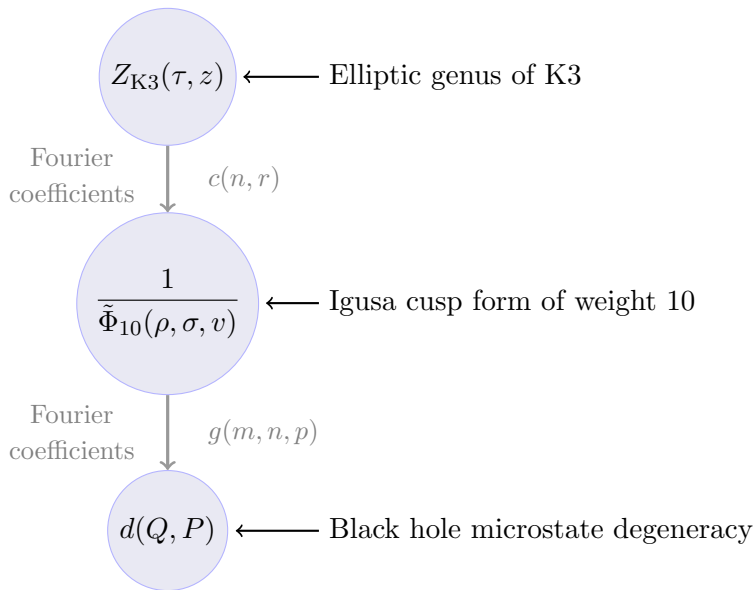 Z_K3(τ, z)
Elliptic genus of K3
Fourier
coefficients
c(n, r)
1
Φ̃_10(ρ, σ, v)
Igusa cusp form of weight 10
Fourier
coefficients
g(m, n, p)
d(Q, P)
Black hole microstate degeneracy